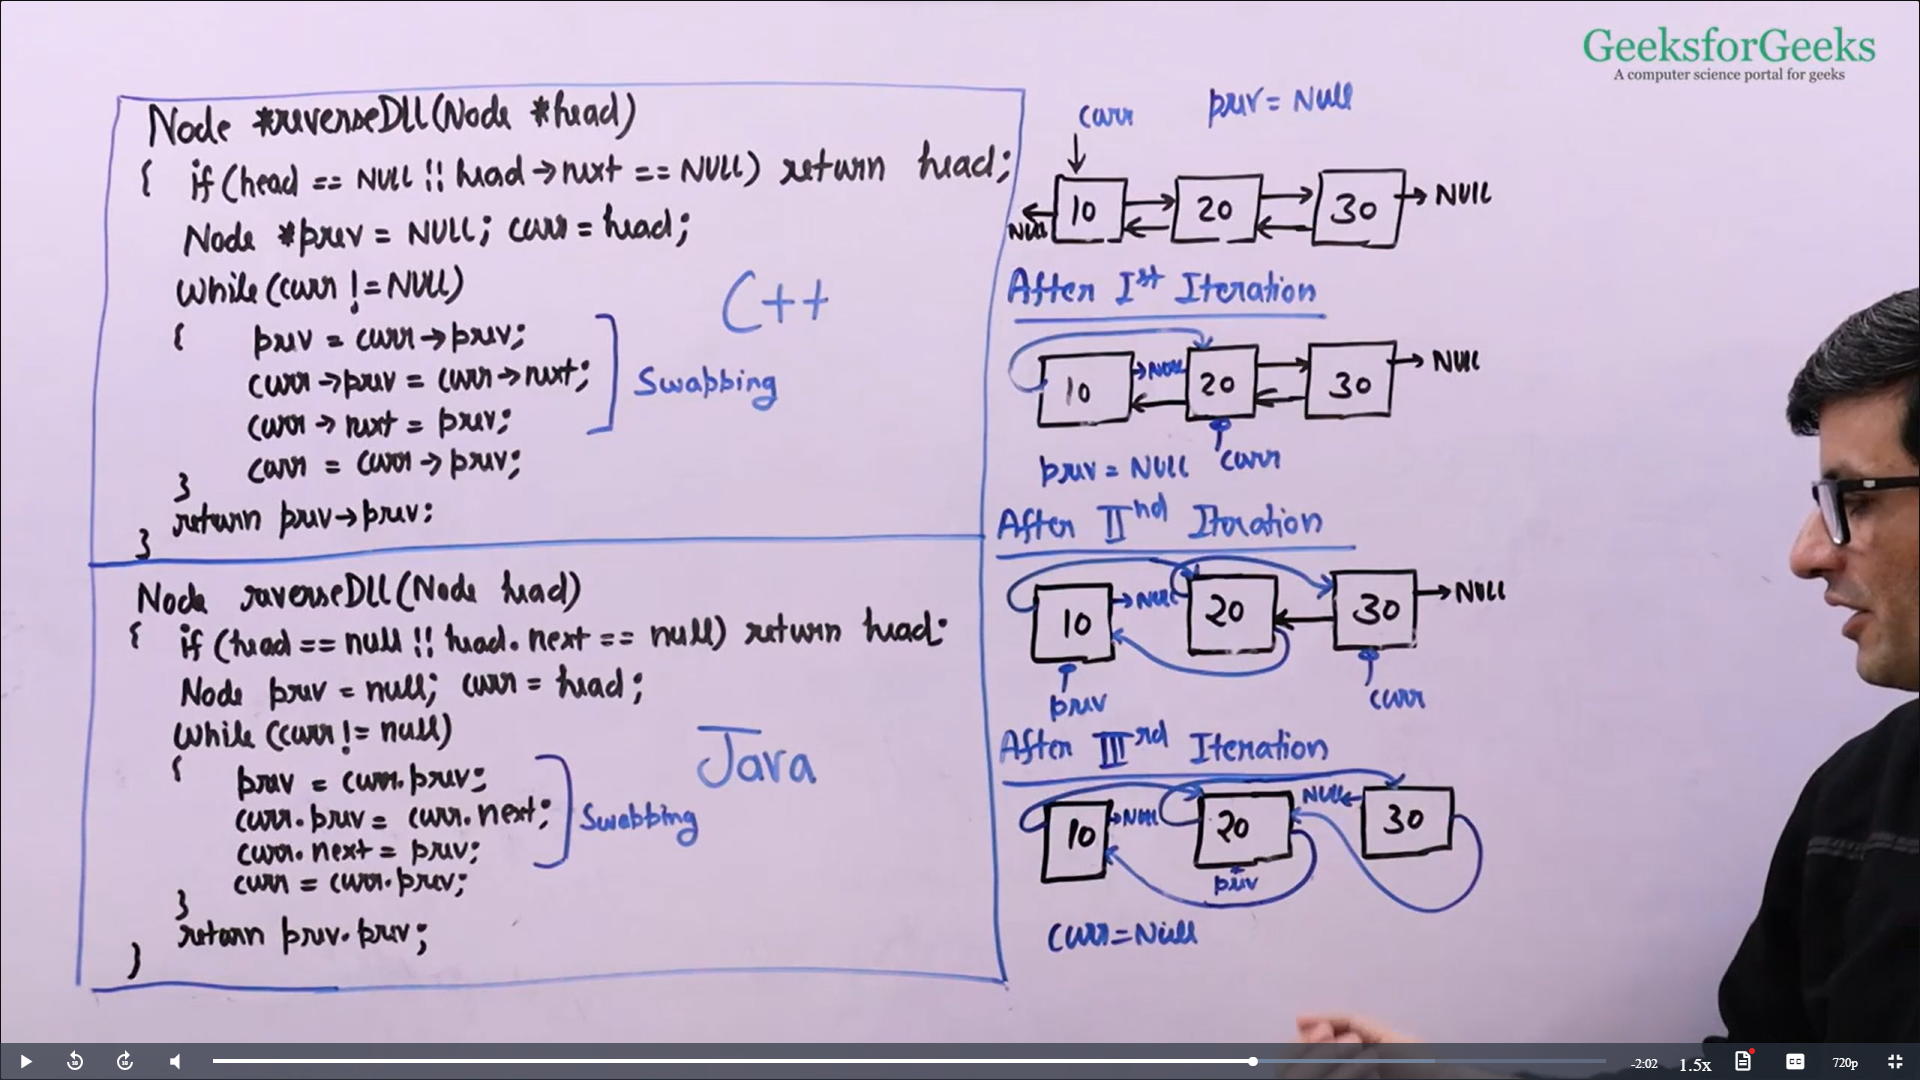 GeeksforGeeks
A computer science portal for geeks
Node *reverseDLL(Node *head)
{ if (head == NULL || head→next == NULL) return head;
Node *prev = NULL; curr = head;
While (curr != NULL)
{ prev = curr→prev;
curr→prev = curr→next;
curr→next = prev;
curr = curr→prev;
}
return prev→prev;
}
C++
Swapping
Node reverseDLL(Node head)
{ if (head == null || head.next == null) return head;
Node prev = null; curr = head;
While (curr != null)
{ prev = curr.prev;
curr.prev = curr.next;
curr.next = prev;
curr = curr.prev;
}
return prev.prev;
}
Java
Swapping
curr prev = Null
NULL 10 20 30 NULL
After Ist Iteration
10 NULL 20 30 NULL
prev = NULL curr
After IInd Iteration
10 NULL 20 30 NULL
prev curr
After IIIrd Iteration
10 NULL 20 NULL 30
prev
curr = Null
-2:02 1.5x CC 720p